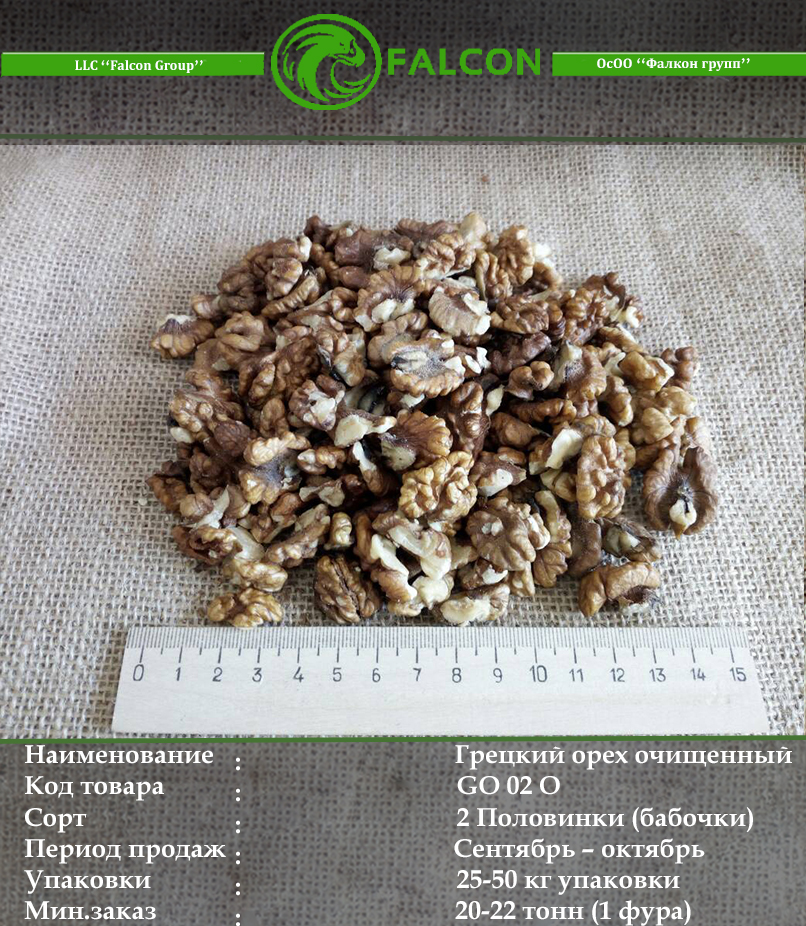 LLC “Falcon Group”
FALCON
ОсОО “Фалкон групп”
0 1 2 3 4 5 6 7 8 9 10 11 12 13 14 15
Наименование : Грецкий орех очищенный
Код товара : GO 02 O
Сорт : 2 Половинки (бабочки)
Период продаж : Сентябрь – октябрь
Упаковки : 25-50 кг упаковки
Мин.заказ : 20-22 тонн (1 фура)